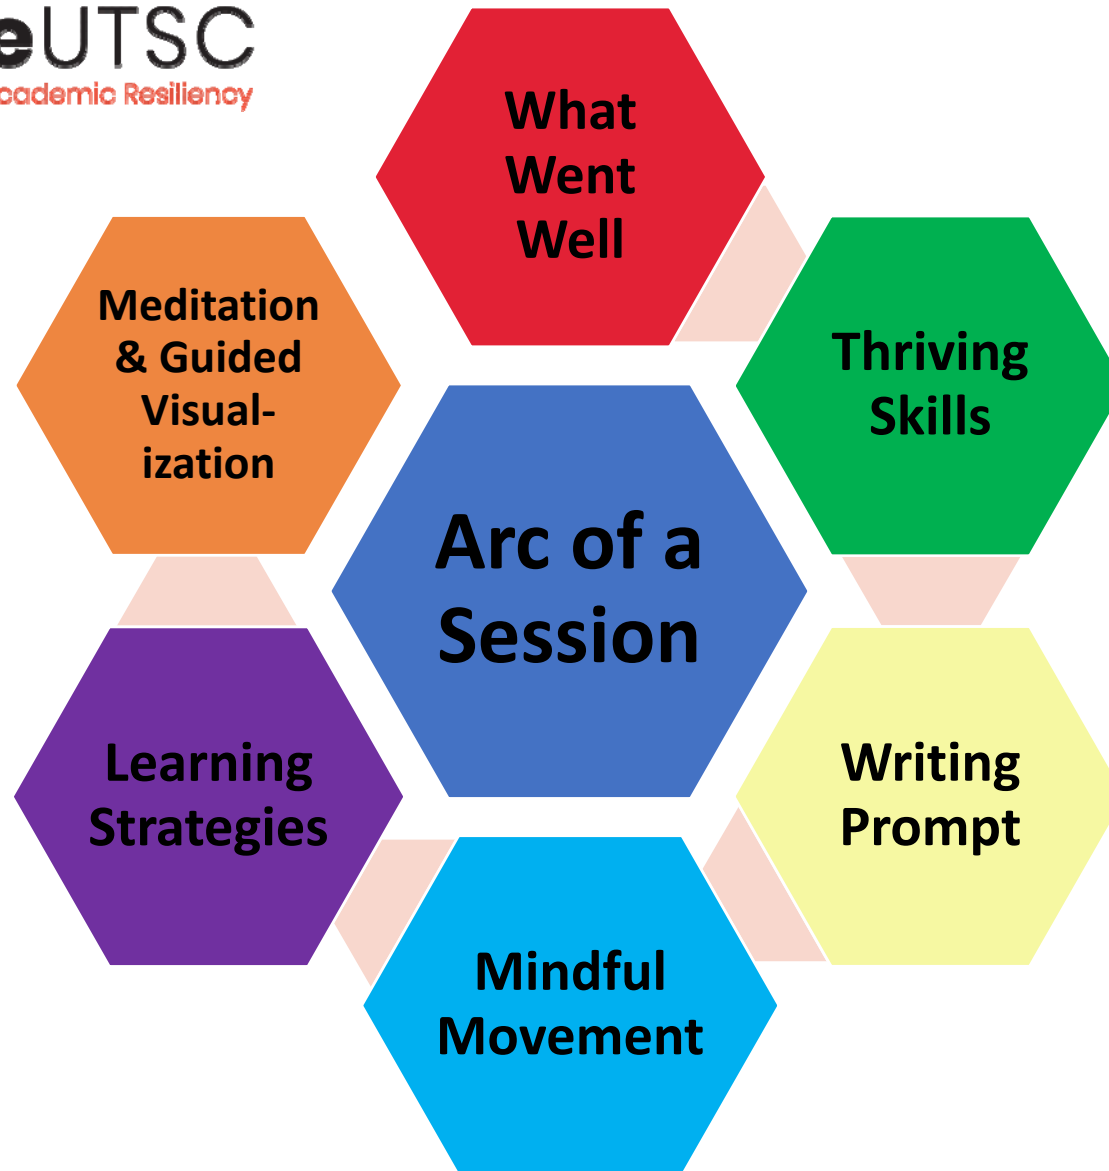 eUTSC
cademic Resiliency
What
Went
Well
Thriving
Skills
Writing
Prompt
Mindful
Movement
Learning
Strategies
Meditation
& Guided
Visual-
ization
Arc of a
Session